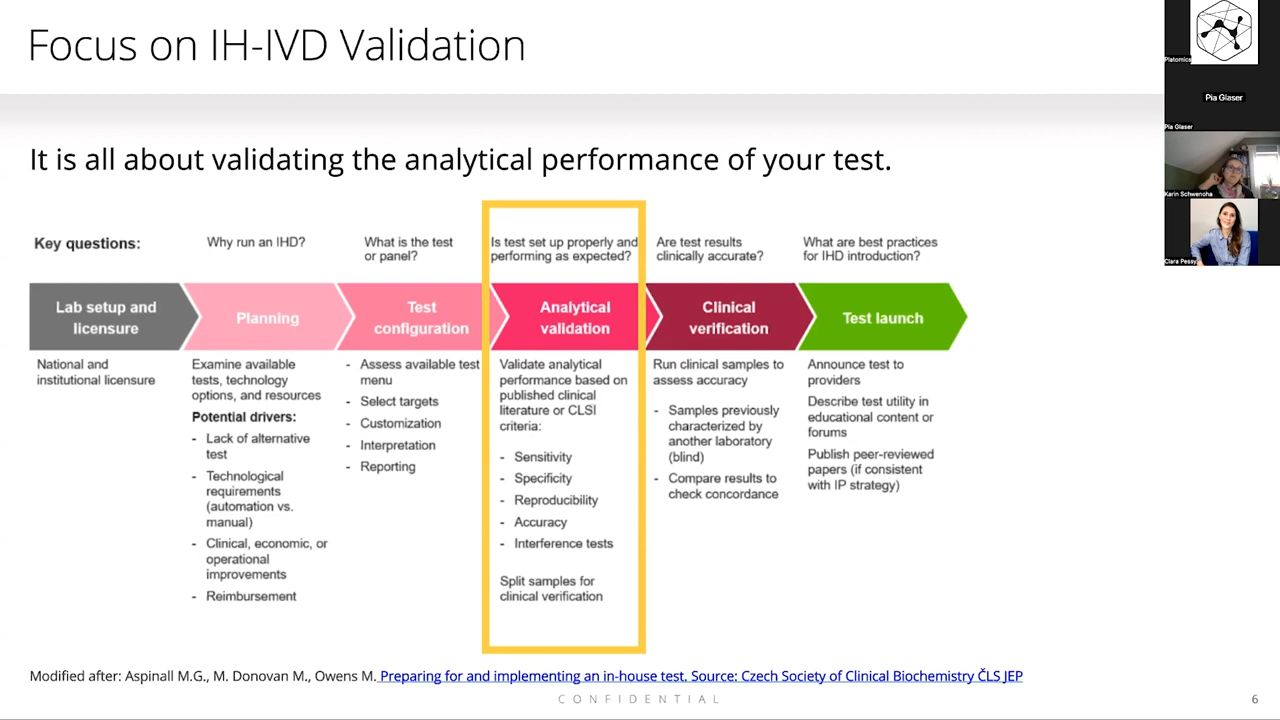 Focus on IH-IVD Validation
It is all about validating the analytical performance of your test.
Key questions:
Why run an IHD?
What is the test
or panel?
Is test set up properly and
performing as expected?
Are test results
clinically accurate?
What are best practices
for IHD introduction?
Lab setup and
licensure
Planning
Test
configuration
Analytical
validation
Clinical
verification
Test launch
National and
institutional licensure
Examine available
tests, technology
options, and resources
Potential drivers:
- Lack of alternative
test
- Technological
requirements
(automation vs.
manual)
- Clinical, economic, or
operational
improvements
- Reimbursement
- Assess available test
menu
- Select targets
- Customization
- Interpretation
- Reporting
Validate analytical
performance based on
published clinical
literature or CLSI
criteria:
- Sensitivity
- Specificity
- Reproducibility
- Accuracy
- Interference tests
Split samples for
clinical verification
Run clinical samples to
assess accuracy
- Samples previously
characterized by
another laboratory
(blind)
- Compare results to
check concordance
Announce test to
providers
Describe test utility in
educational content or
forums
Publish peer-reviewed
papers (if consistent
with IP strategy)
Modified after: Aspinall M.G., M. Donovan M., Owens M. Preparing for and implementing an in-house test. Source: Czech Society of Clinical Biochemistry ČLS JEP
CONFIDENTIAL
6
Platomics
Pia Glaser
Pia Glaser
Karin Schwenoha
Clara Pessy